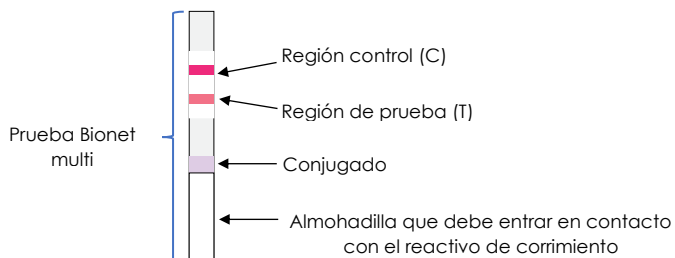 Región control (C)
Región de prueba (T)
Prueba Bionet
multi
Conjugado
Almohadilla que debe entrar en contacto
con el reactivo de corrimiento